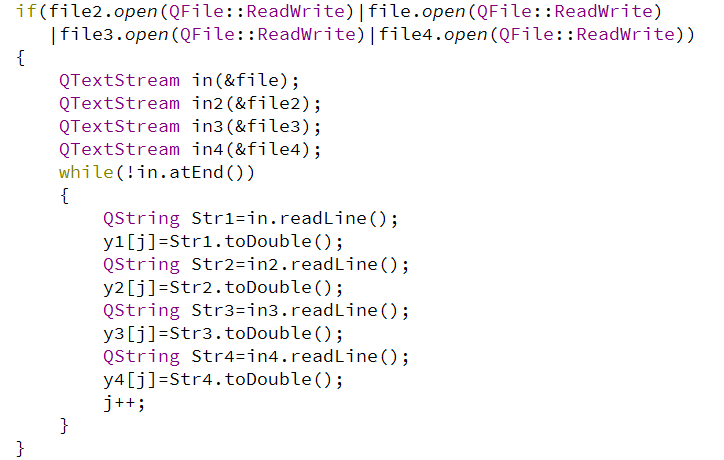 if(file2.open(QFile::ReadWrite)|file.open(QFile::ReadWrite)
|file3.open(QFile::ReadWrite)|file4.open(QFile::ReadWrite))
{
QTextStream in(&file);
QTextStream in2(&file2);
QTextStream in3(&file3);
QTextStream in4(&file4);
while(!in.atEnd())
{
QString Str1=in.readLine();
y1[j]=Str1.toDouble();
QString Str2=in2.readLine();
y2[j]=Str2.toDouble();
QString Str3=in3.readLine();
y3[j]=Str3.toDouble();
QString Str4=in4.readLine();
y4[j]=Str4.toDouble();
j++;
}
}